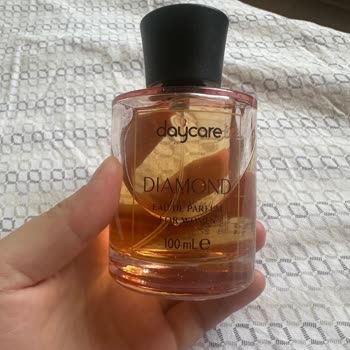 daycare
DIAMOND
EAU DE PARFUM
FOR WOMEN
100 mL ℮